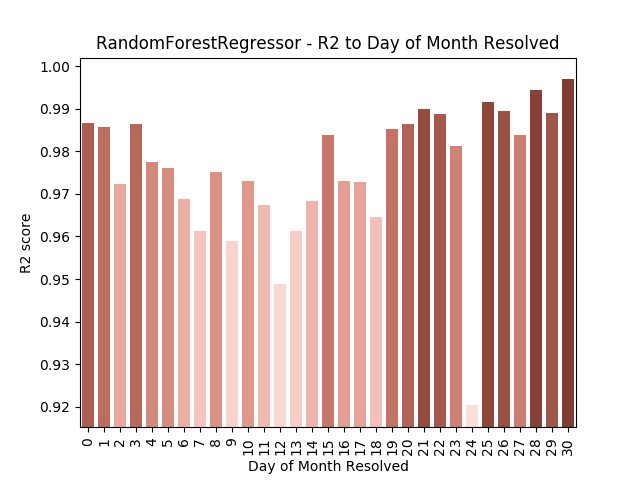 RandomForestRegressor - R2 to Day of Month Resolved
1.00
0.99
0.98
0.97
0.96
0.95
0.94
0.93
0.92
R2 score
0 1 2 3 4 5 6 7 8 9 10 11 12 13 14 15 16 17 18 19 20 21 22 23 24 25 26 27 28 29 30
Day of Month Resolved